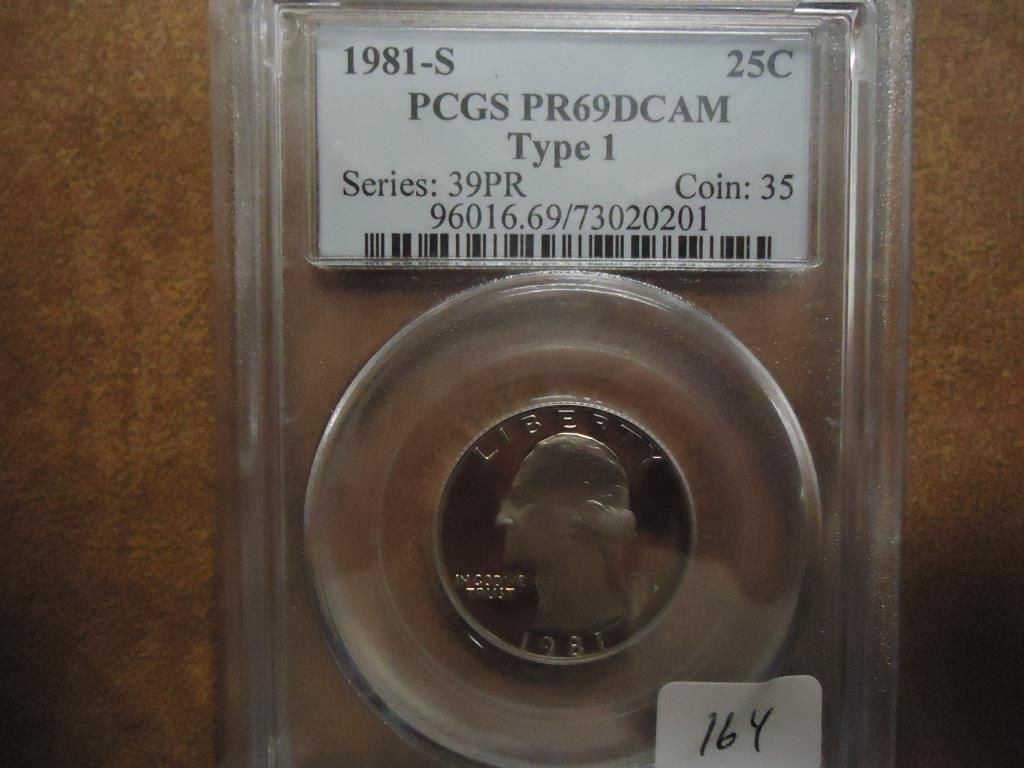 1981-S 25C
PCGS PR69DCAM
Type 1
Series: 39PR Coin: 35
96016.69/73020201
LIBERTY
IN GOD WE
TRUST
1981
164